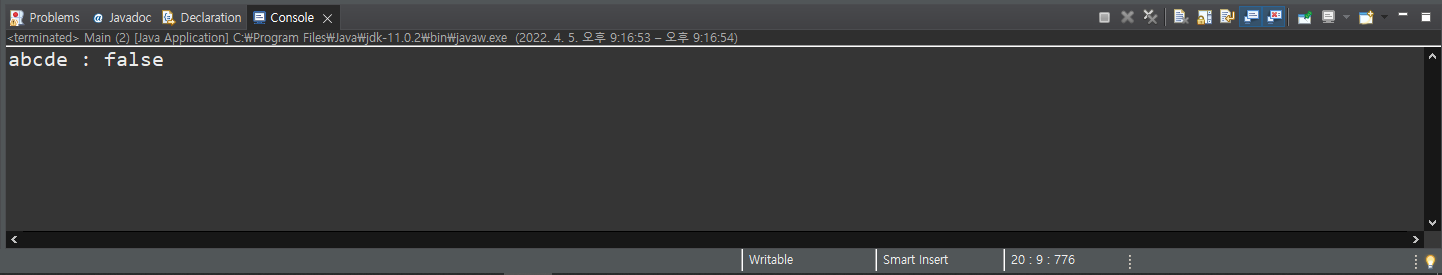 Problems Javadoc Declaration Console
<terminated> Main (2) [Java Application] C:₩Program Files₩Java₩jdk-11.0.2₩bin₩javaw.exe (2022. 4. 5. 오후 9:16:53 – 오후 9:16:54)
abcde : false
Writable Smart Insert 20 : 9 : 776